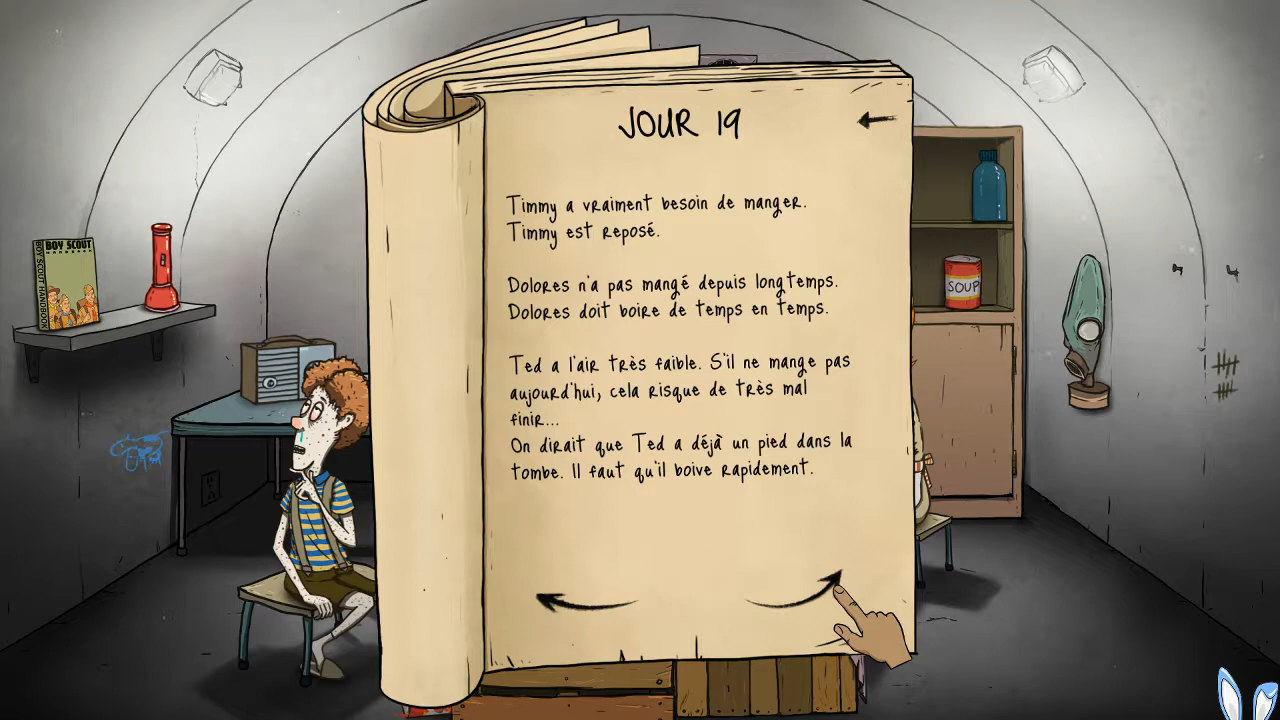 JOUR 19
Timmy a vraiment besoin de manger.
Timmy est reposé.
Dolores n'a pas mangé depuis longtemps.
Dolores doit boire de temps en temps.
Ted a l'air très faible. S'il ne mange pas
aujourd'hui, cela risque de très mal
finir...
On dirait que Ted a déjà un pied dans la
tombe. Il faut qu'il boive rapidement.
BOY SCOUT
BOY SCOUT HANDBOOK
SOUP